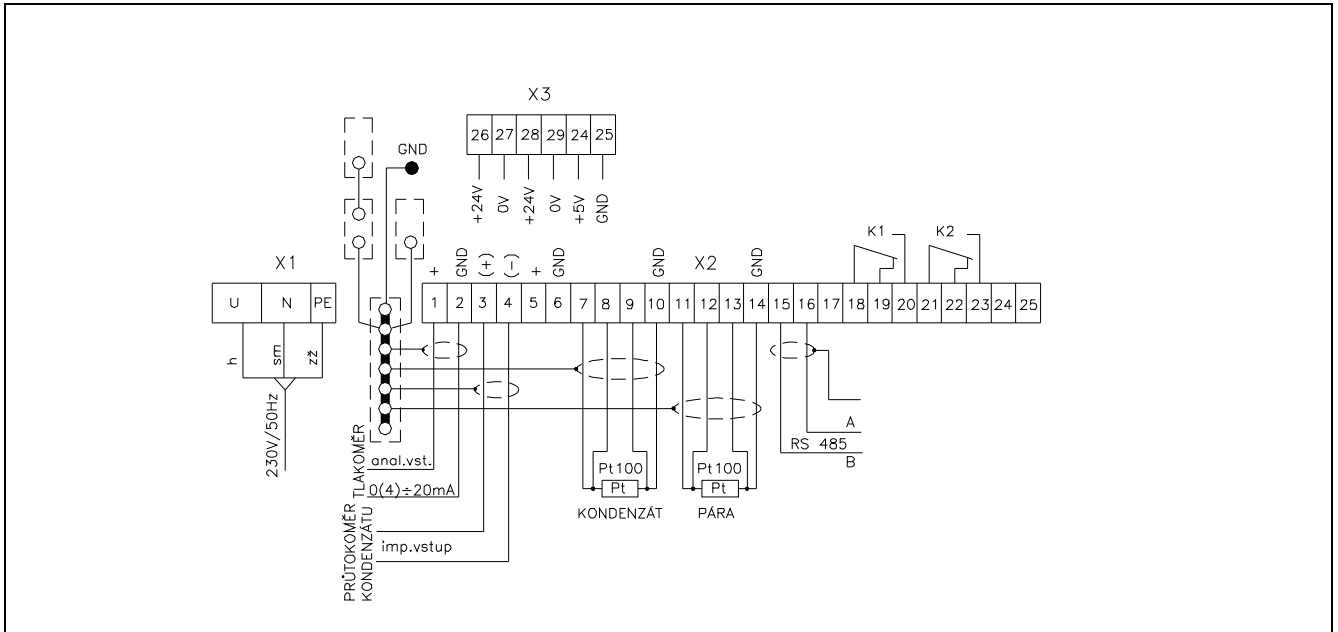 X3
26 27 28 29 24 25
GND
+24V 0V +24V 0V +5V GND
K1 K2
X1
+ GND (+) (-) + GND GND X2 GND
U N PE
1 2 3 4 5 6 7 8 9 10 11 12 13 14 15 16 17 18 19 20 21 22 23 24 25
h sm zž
230V/50Hz
TLAKOMĚR
anal.vst.
0(4)÷20mA
PRŮTOKOMĚR
KONDENZÁTU
imp.vstup
Pt100
Pt
KONDENZÁT
Pt100
Pt
PÁRA
A
RS 485
B